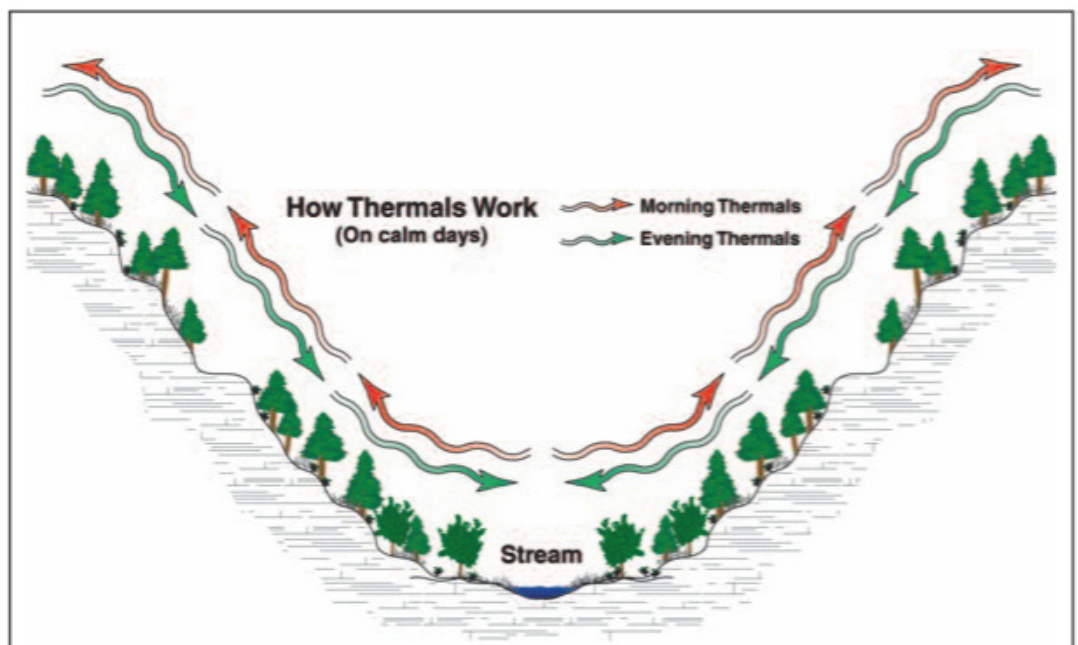 How Thermals Work
(On calm days)
Morning Thermals
Evening Thermals
Stream